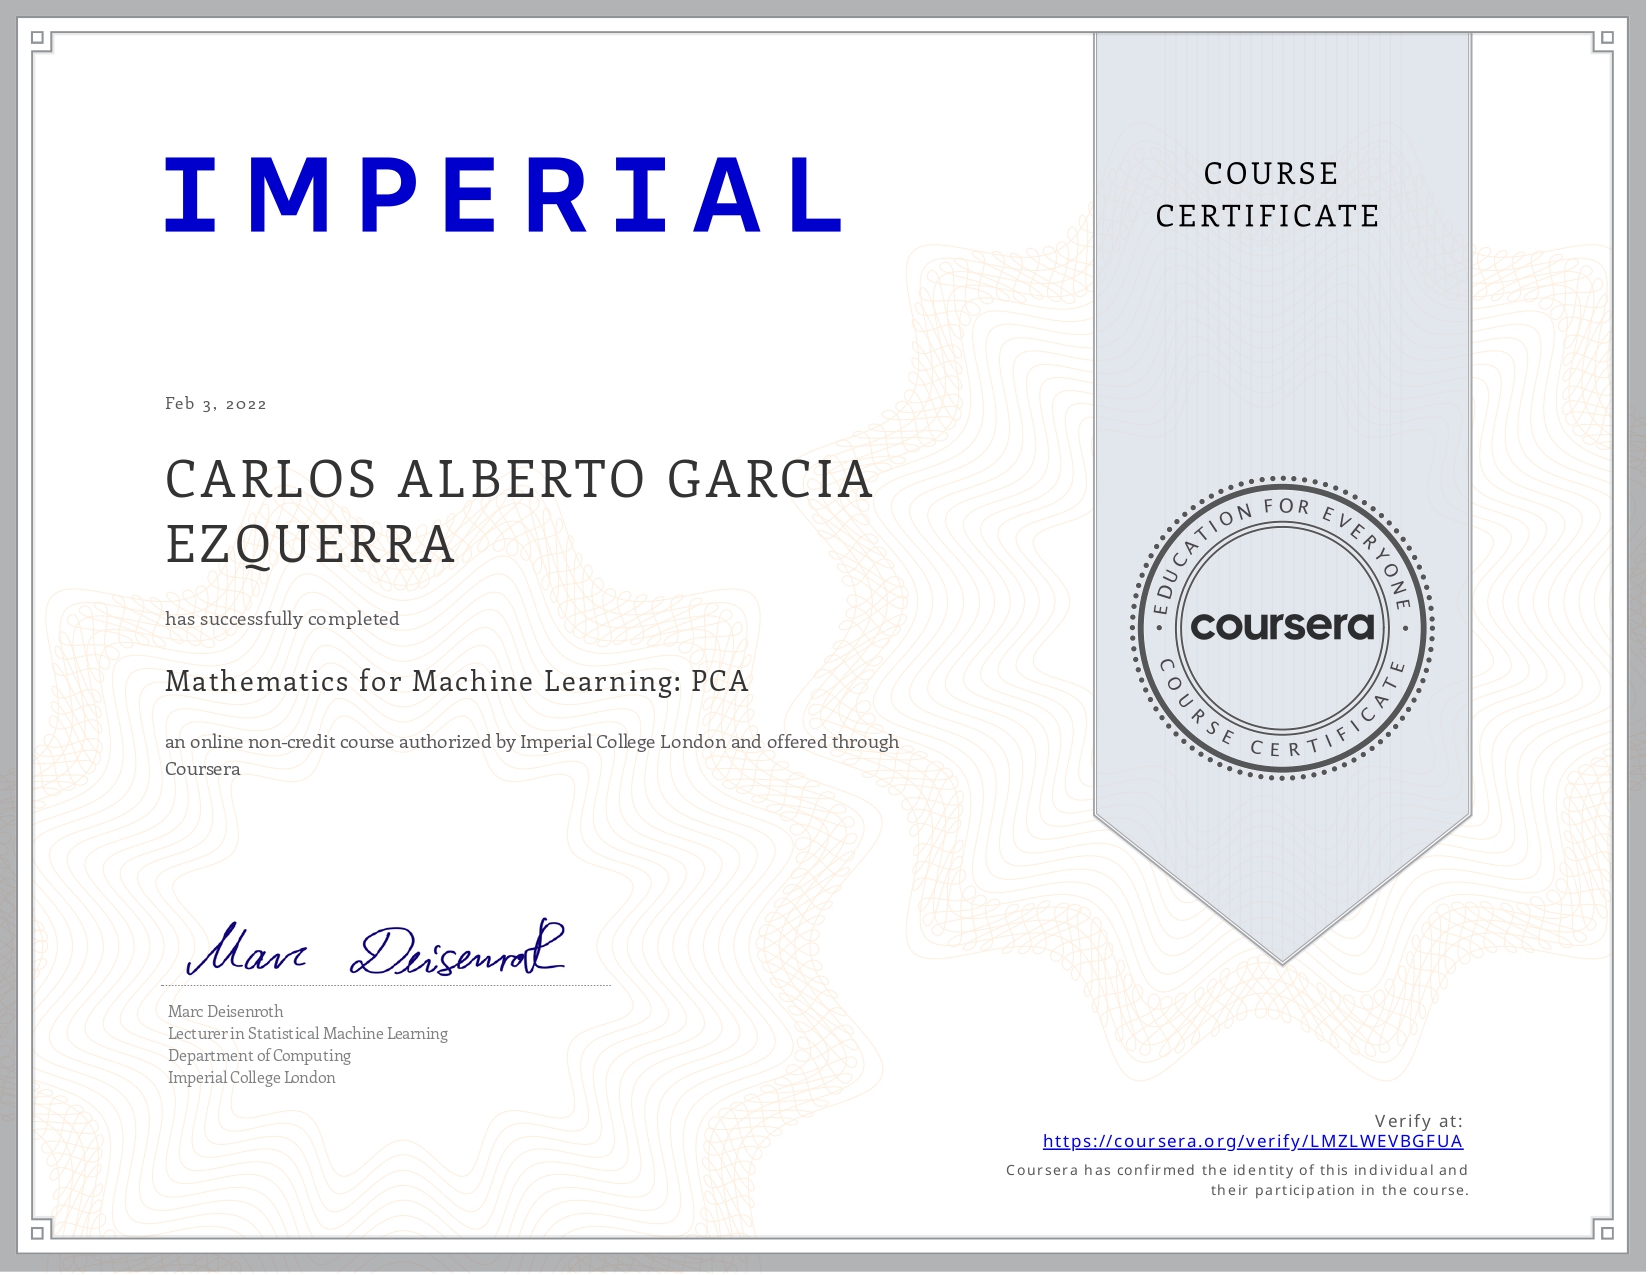 IMPERIAL
COURSE
CERTIFICATE
Feb 3, 2022
CARLOS ALBERTO GARCIA
EZQUERRA
has successfully completed
Mathematics for Machine Learning: PCA
an online non-credit course authorized by Imperial College London and offered through
Coursera
EDUCATION FOR EVERYONE
coursera
COURSE CERTIFICATE
Marc Deisenroth
Marc Deisenroth
Lecturer in Statistical Machine Learning
Department of Computing
Imperial College London
Verify at:
https://coursera.org/verify/LMZLWEVBGFUA
Coursera has confirmed the identity of this individual and
their participation in the course.